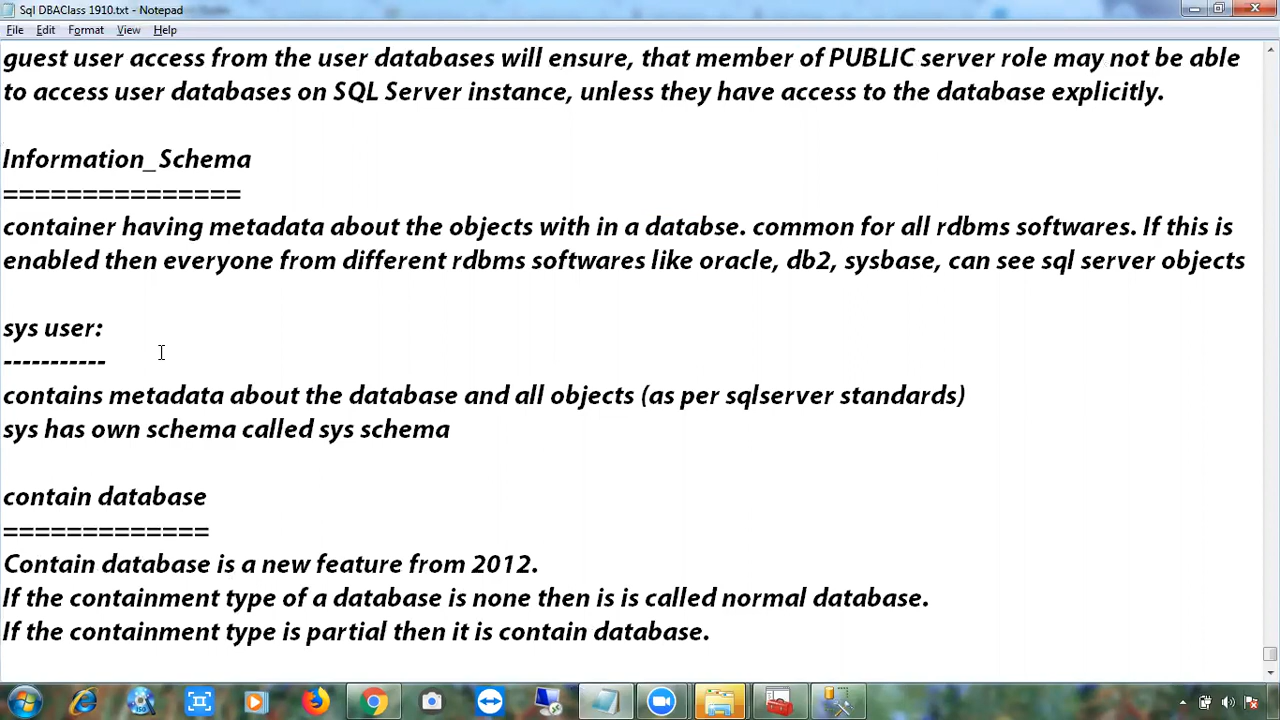 Sql DBAClass 1910.txt - Notepad
File Edit Format View Help
guest user access from the user databases will ensure, that member of PUBLIC server role may not be able
to access user databases on SQL Server instance, unless they have access to the database explicitly.
Information_Schema
===============
container having metadata about the objects with in a databse. common for all rdbms softwares. If this is
enabled then everyone from different rdbms softwares like oracle, db2, sysbase, can see sql server objects
sys user:
-----------
contains metadata about the database and all objects (as per sqlserver standards)
sys has own schema called sys schema
contain database
=============
Contain database is a new feature from 2012.
If the containment type of a database is none then is is called normal database.
If the containment type is partial then it is contain database.